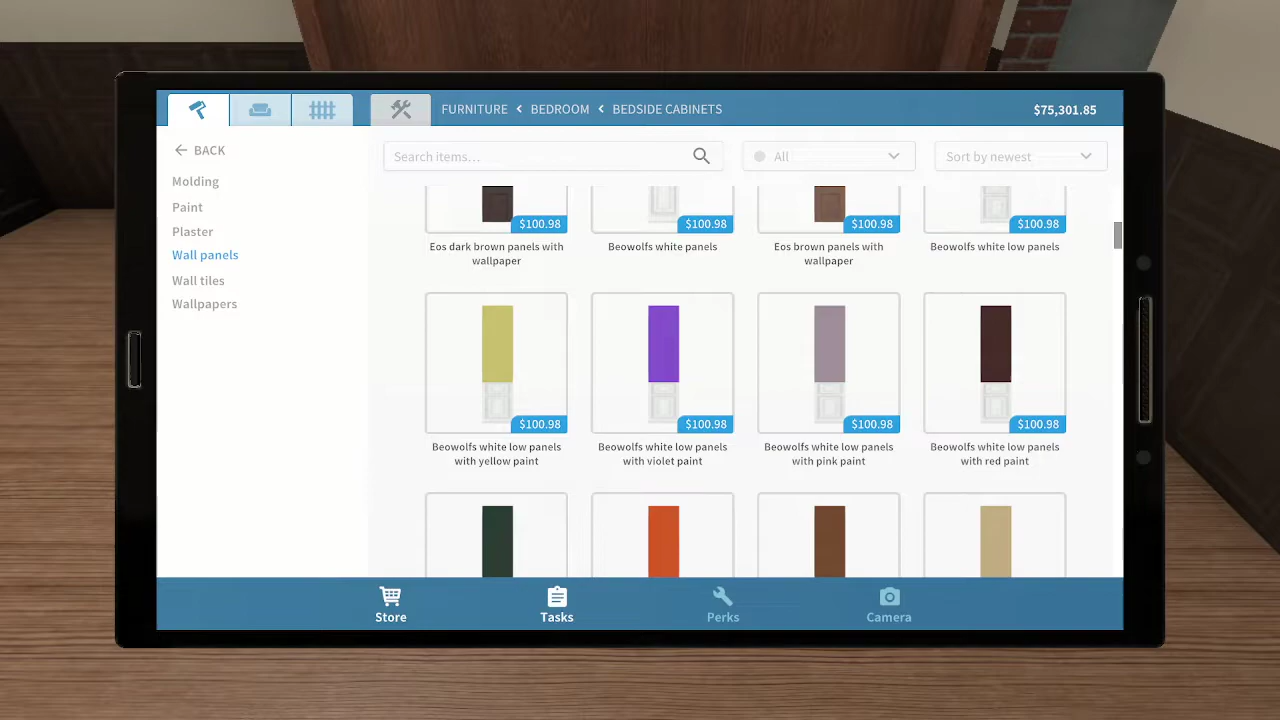 FURNITURE < BEDROOM < BEDSIDE CABINETS
$75,301.85
BACK
Molding
Paint
Plaster
Wall panels
Wall tiles
Wallpapers
Search items...
All
Sort by newest
$100.98
$100.98
$100.98
$100.98
Eos dark brown panels with
wallpaper
Beowolfs white panels
Eos brown panels with
wallpaper
Beowolfs white low panels
$100.98
$100.98
$100.98
$100.98
Beowolfs white low panels
with yellow paint
Beowolfs white low panels
with violet paint
Beowolfs white low panels
with pink paint
Beowolfs white low panels
with red paint
Store
Tasks
Perks
Camera